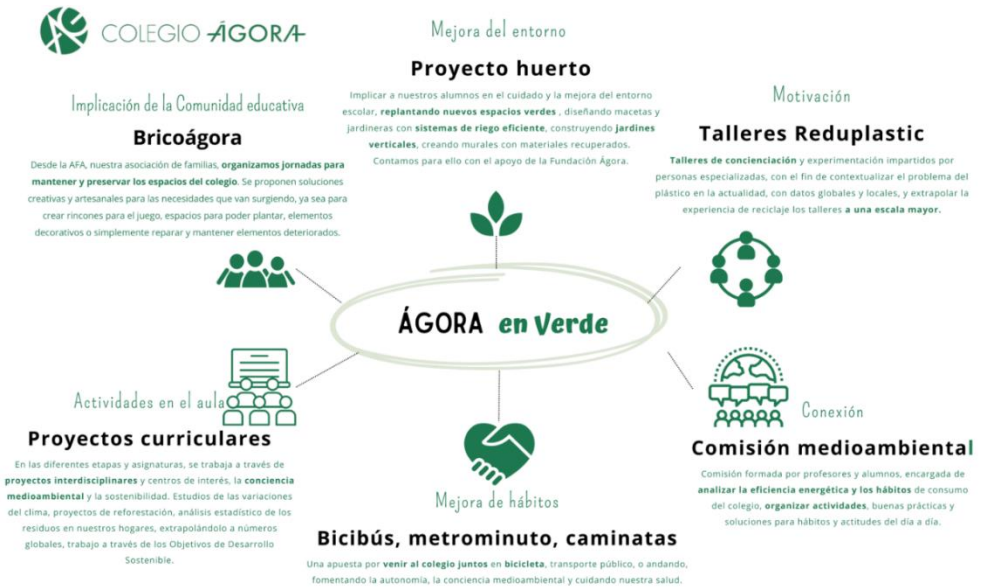 COLEGIO ÁGORA
Mejora del entorno
Proyecto huerto
Implicar a nuestros alumnos en el cuidado y la mejora del entorno
escolar, replantando nuevos espacios verdes , diseñando macetas y
jardineras con sistemas de riego eficiente, construyendo jardines
verticales, creando murales con materiales recuperados.
Contamos para ello con el apoyo de la Fundación Ágora.
Implicación de la Comunidad educativa
Bricoágora
Desde la AFA, nuestra asociación de familias, organizamos jornadas para
mantener y preservar los espacios del colegio. Se proponen soluciones
creativas y artesanales para las necesidades que van surgiendo, ya sea para
crear rincones para el juego, espacios para poder plantar, elementos
decorativos o simplemente reparar y mantener elementos deteriorados.
Motivación
Talleres Reduplastic
Talleres de concienciación y experimentación impartidos por
personas especializadas, con el fin de contextualizar el problema del
plástico en la actualidad, con datos globales y locales, y extrapolar la
experiencia de reciclaje los talleres a una escala mayor.
ÁGORA en Verde
Actividades en el aula
Proyectos curriculares
En las diferentes etapas y asignaturas, se trabaja a través de
proyectos interdisciplinares y centros de interés, la conciencia
medioambiental y la sostenibilidad. Estudios de las variaciones
del clima, proyectos de reforestación, análisis estadístico de los
residuos en nuestros hogares, extrapolándolo a números
globales, trabajo a través de los Objetivos de Desarrollo
Sostenible.
Mejora de hábitos
Bicibús, metrominuto, caminatas
Una apuesta por venir al colegio juntos en bicicleta, transporte público, o andando,
fomentando la autonomía, la conciencia medioambiental y cuidando nuestra salud.
Conexión
Comisión medioambiental
Comisión formada por profesores y alumnos, encargada de
analizar la eficiencia energética y los hábitos de consumo
del colegio, organizar actividades, buenas prácticas y
soluciones para hábitos y actitudes del día a día.